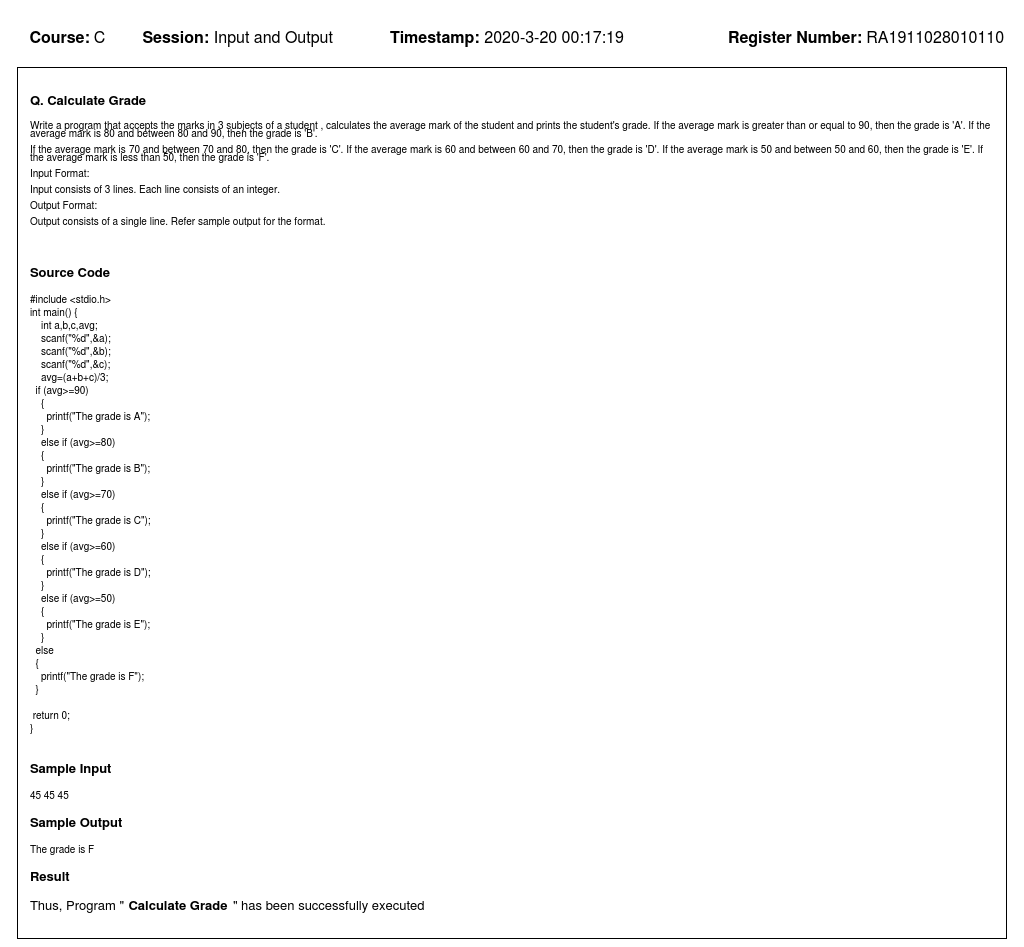 Course: C Session: Input and Output Timestamp: 2020-3-20 00:17:19 Register Number: RA1911028010110
Q. Calculate Grade
Write a program that accepts the marks in 3 subjects of a student , calculates the average mark of the student and prints the student's grade. If the average mark is greater than or equal to 90, then the grade is 'A'. If the
average mark is 80 and between 80 and 90, then the grade is 'B'.
If the average mark is 70 and between 70 and 80, then the grade is 'C'. If the average mark is 60 and between 60 and 70, then the grade is 'D'. If the average mark is 50 and between 50 and 60, then the grade is 'E'. If
the average mark is less than 50, then the grade is 'F'.
Input Format:
Input consists of 3 lines. Each line consists of an integer.
Output Format:
Output consists of a single line. Refer sample output for the format.
Source Code
#include <stdio.h>
int main() {
int a,b,c,avg;
scanf("%d",&a);
scanf("%d",&b);
scanf("%d",&c);
avg=(a+b+c)/3;
if (avg>=90)
{
printf("The grade is A");
}
else if (avg>=80)
{
printf("The grade is B");
}
else if (avg>=70)
{
printf("The grade is C");
}
else if (avg>=60)
{
printf("The grade is D");
}
else if (avg>=50)
{
printf("The grade is E");
}
else
{
printf("The grade is F");
}
return 0;
}
Sample Input
45 45 45
Sample Output
The grade is F
Result
Thus, Program " Calculate Grade " has been successfully executed